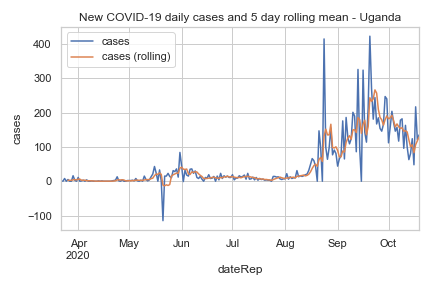 New COVID-19 daily cases and 5 day rolling mean - Uganda
cases
cases (rolling)
400
300
200
100
0
−100
cases
Apr
2020
May
Jun
Jul
Aug
Sep
Oct
dateRep